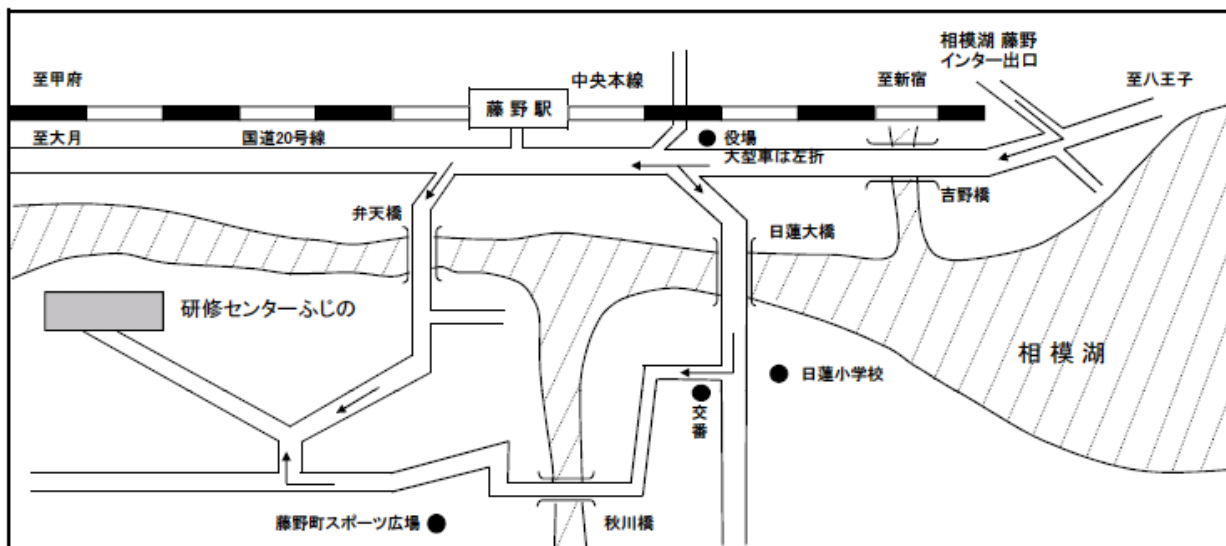 相模湖 藤野
インター出口
至甲府
中央本線
至新宿
至八王子
藤野駅
至大月
国道20号線
役場
大型車は左折
吉野橋
弁天橋
日蓮大橋
研修センターふじの
相模湖
日蓮小学校
交番
藤野町スポーツ広場
秋川橋